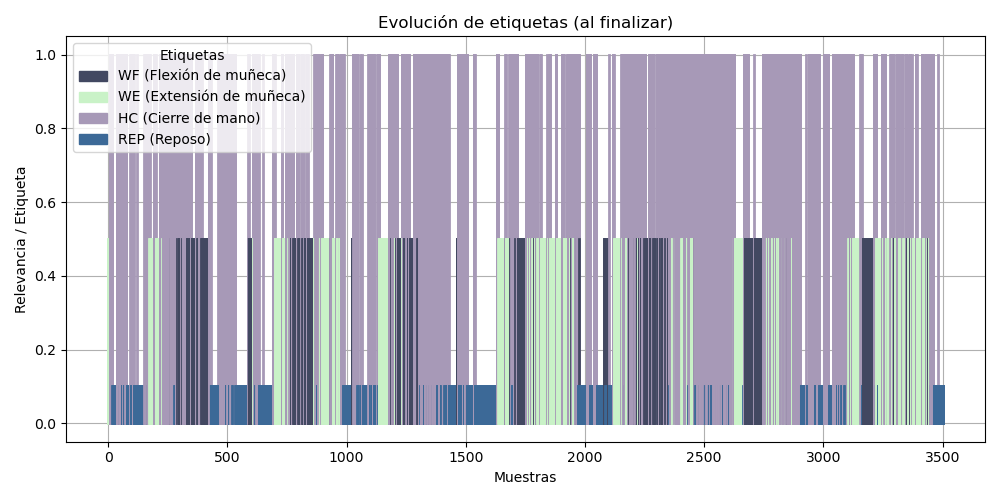 Evolución de etiquetas (al finalizar)
Relevancia / Etiqueta
1.0
0.8
0.6
0.4
0.2
0.0
Etiquetas
WF (Flexión de muñeca)
WE (Extensión de muñeca)
HC (Cierre de mano)
REP (Reposo)
0 500 1000 1500 2000 2500 3000 3500
Muestras